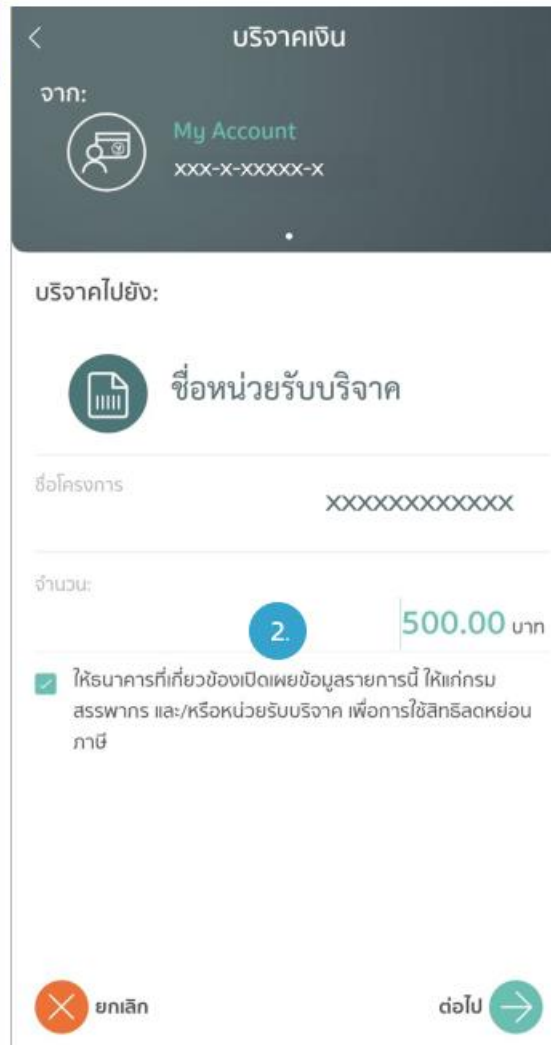 บริจาคเงิน
จาก:
My Account
xxx-x-xxxxx-x
บริจาคไปยัง:
ชื่อหน่วยรับบริจาค
ชื่อโครงการ
xxxxxxxxxxxx
จำนวน:
2.
500.00 บาท
ให้ธนาคารที่เกี่ยวข้องเปิดเผยข้อมูลรายการนี้ ให้แก่กรม
สรรพากร และ/หรือหน่วยรับบริจาค เพื่อการใช้สิทธิลดหย่อน
ภาษี
ยกเลิก
ต่อไป